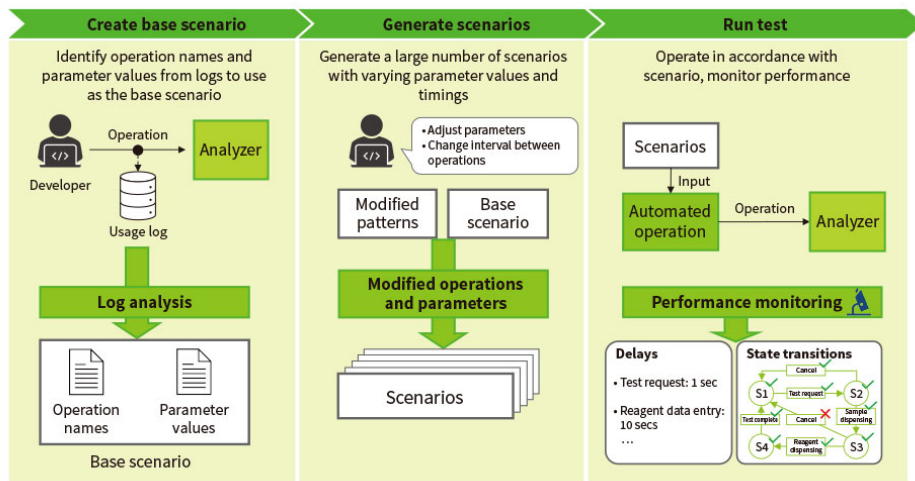 Create base scenario
Identify operation names and
parameter values from logs to use
as the base scenario
Operation
Analyzer
Developer
Usage log
Log analysis
Operation
names
Parameter
values
Base scenario
Generate scenarios
Generate a large number of scenarios
with varying parameter values and
timings
• Adjust parameters
• Change interval between
operations
Modified
patterns
Base
scenario
Modified operations
and parameters
Scenarios
Run test
Operate in accordance with
scenario, monitor performance
Scenarios
Input
Automated
operation
Operation
Analyzer
Performance monitoring
Delays
• Test request: 1 sec
• Reagent data entry:
10 secs
…
State transitions
Cancel
S1
Test request
S2
Test complete
Cancel
Sample
dispensing
S4
Reagent
dispensing
S3